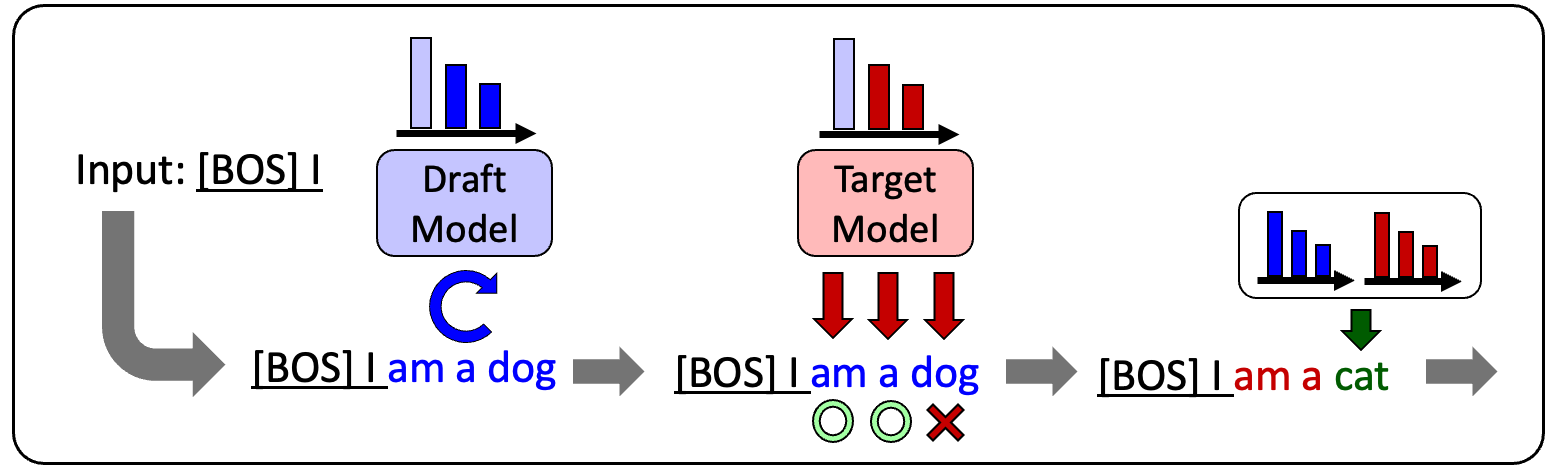 Input: [BOS] I
Draft
Model
Target
Model
[BOS] I am a dog
[BOS] I am a dog
[BOS] I am a cat